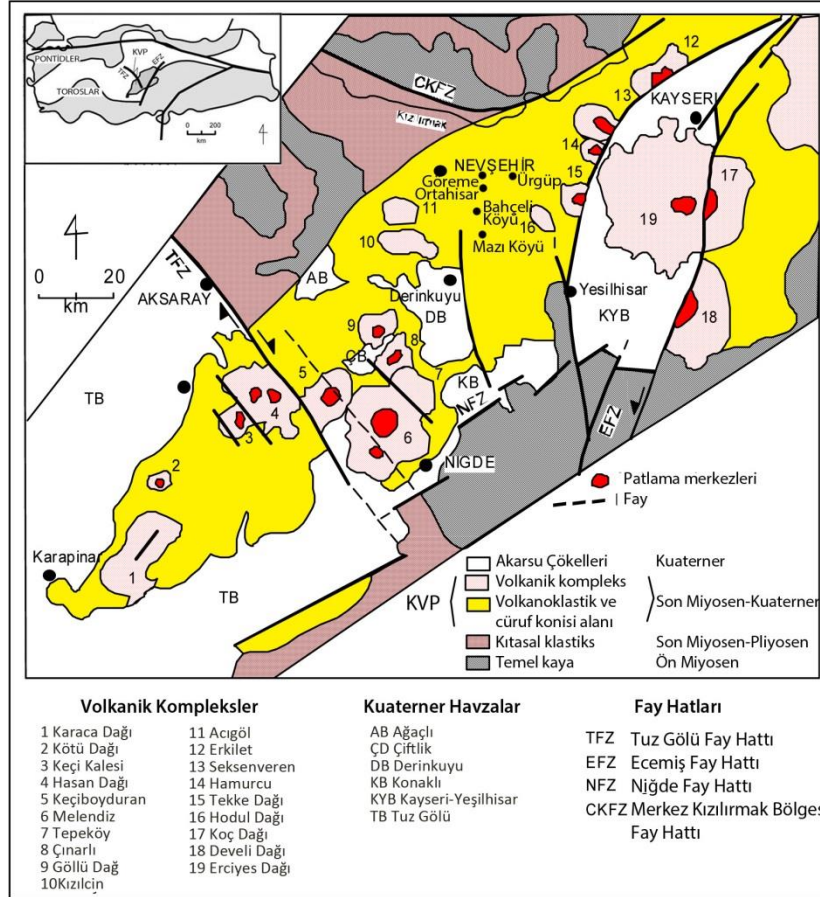 PONTİDLER
KVP
TFZ
EFZ
TOROSLAR
0 200
km
4
CKFZ
Kızılırmak
12
13
KAYSERI
14
NEVŞEHİR
Göreme
Ürgüp
Ortahisar
15
17
11
Bahçeli
Köyü
16
19
10
Mazı Köyü
4
0 20
km
TFZ
AKSARAY
AB
Derinkuyu
DB
Yesilhisar
KYB
18
9
8
ÇB
TB
5
7
KB
NFZ
4
3
6
EFZ
NIGDE
2
Patlama merkezleri
Fay
Karapinar
1
TB
KVP
Akarsu Çökelleri Kuaterner
Volkanik kompleks
Volkanoklastik ve Son Miyosen-Kuaterner
cüruf konisi alanı
Kıtasal klastiks Son Miyosen-Pliyosen
Temel kaya Ön Miyosen
Volkanik Kompleksler
1 Karaca Dağı
2 Kötü Dağı
3 Keçi Kalesi
4 Hasan Dağı
5 Keçiboyduran
6 Melendiz
7 Tepeköy
8 Çınarlı
9 Göllü Dağ
10Kızılcin
11 Acıgöl
12 Erkilet
13 Seksenveren
14 Hamurcu
15 Tekke Dağı
16 Hodul Dağı
17 Koç Dağı
18 Develi Dağı
19 Erciyes Dağı
Kuaterner Havzalar
AB Ağaçlı
ÇD Çiftlik
DB Derinkuyu
KB Konaklı
KYB Kayseri-Yeşilhisar
TB Tuz Gölü
Fay Hatları
TFZ Tuz Gölü Fay Hattı
EFZ Ecemiş Fay Hattı
NFZ Niğde Fay Hattı
CKFZ Merkez Kızılırmak Bölges
Fay Hattı